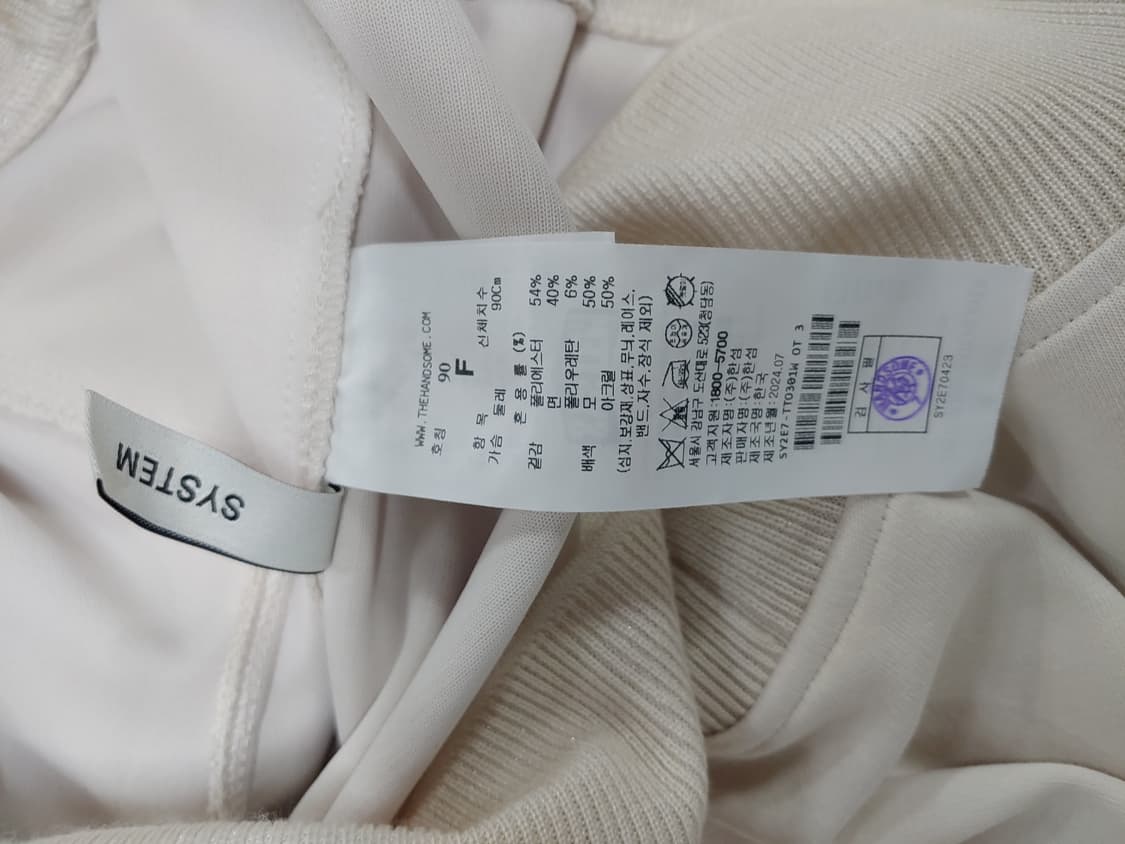 SYSTEM
WWW.THEHANDSOME.COM
호칭 90
F
항 목 신체치수
가슴 둘레 90Cm
혼 용 률 (%)
겉감 폴리에스터 54%
면 40%
폴리우레탄 6%
배색 모 50%
아크릴 50%
(심지,보강재,상표,무늬,레이스,
밴드,자수,장식 제외)
서울시 강남구 도산대로 523(청담동)
고객지원:1800-5700
제조자명:(주)한섬
판매자명:(주)한섬
제조국명:한국
제조년월:2024.07
SY2E7-TTO301W OT 3
검 사 필
SY2E70423